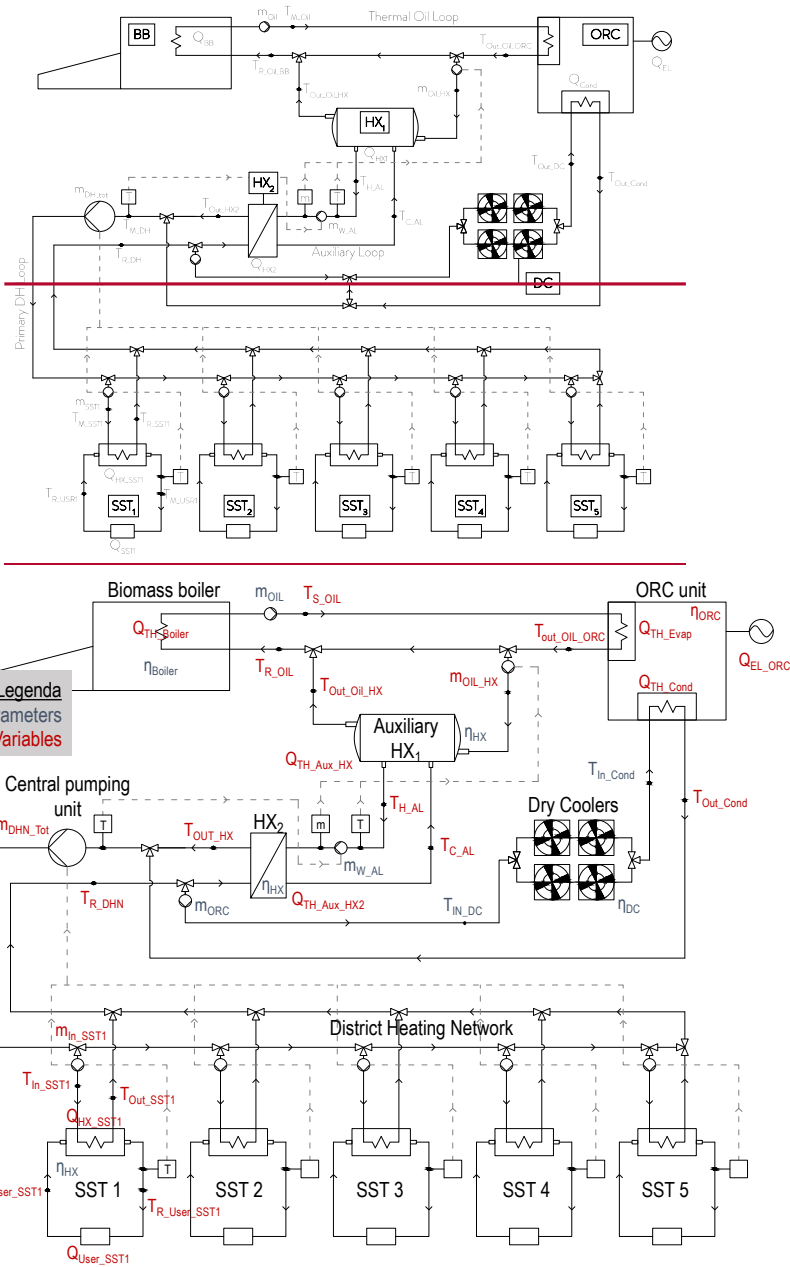 m_Oil
T_M_Oil
Thermal Oil Loop
BB
Q_BB
T_Out_Oil_ORC
ORC
Q_EL
T_R_Oil_BB
T_Out_Oil_HX
m_Oil_HX
Q_Cond
HX1
Q_HX1
T_Out_DC
T_Out_Cond
HX2
m_DH_tot
T
T_Out_HX2
m
T
T_H_AL
T_M_DH
m_W_AL
T_C_AL
T_R_DH
Q_HX2
Auxiliary Loop
DC
Primary DH Loop
m_SST1
T_M_SST1
T_R_SST1
Q_HX_SST1
T
T
T
T
T
T_R_USR1
T_M_USR1
SST1
SST2
SST3
SST4
SST5
Q_SST1
Biomass boiler
m_OIL
T_S_OIL
ORC unit
η_ORC
Q_TH_Boiler
T_out_OIL_ORC
Q_TH_Evap
η_Boiler
T_R_OIL
Q_EL_ORC
Legenda
T_Out_Oil_HX
m_OIL_HX
Q_TH_Cond
Variables
Auxiliary
HX1
η_HX
Q_TH_Aux_HX
T_In_Cond
Central pumping
unit
T_H_AL
Dry Coolers
T_Out_Cond
m_DHN_Tot
T
T_OUT_HX
HX2
m
T
T_C_AL
m_W_AL
η_HX
T_R_DHN
m_ORC
Q_TH_Aux_HX2
T_IN_DC
η_DC
m_In_SST1
District Heating Network
T_In_SST1
T_Out_SST1
Q_HX_SST1
η_HX
T
SST 1
SST 2
SST 3
SST 4
SST 5
T_R_User_SST1
Q_User_SST1